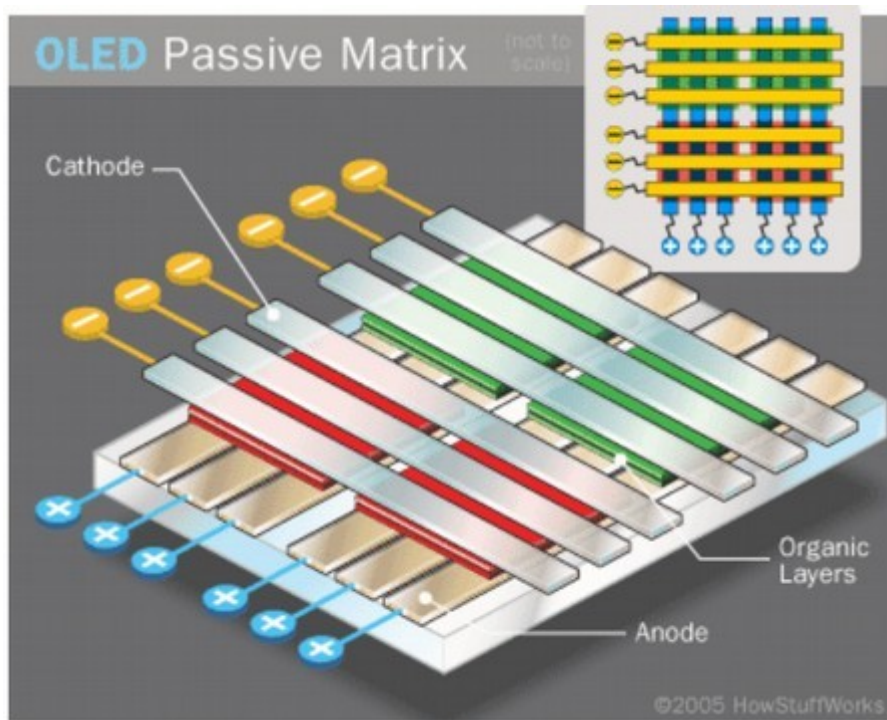 OLED Passive Matrix
(not to
scale)
Cathode
Organic
Layers
Anode
©2005 HowStuffWorks